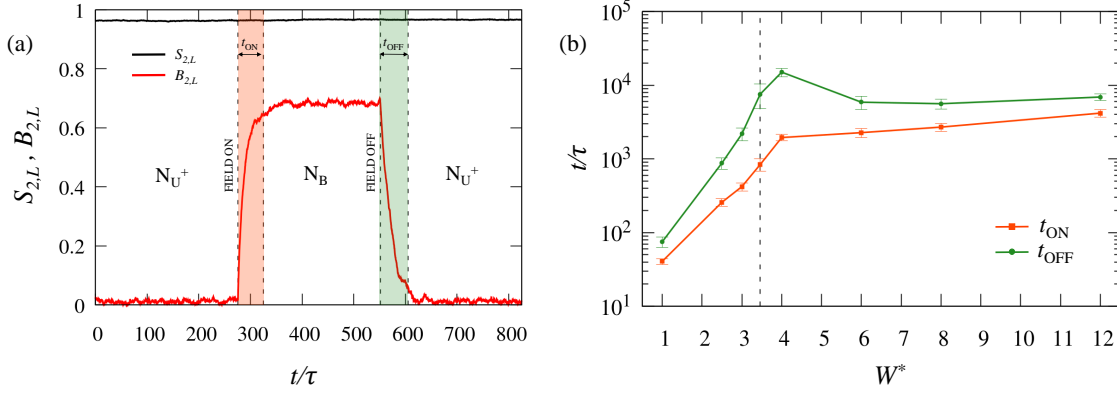 (a)
S2,L , B2,L
1
0.8
0.6
0.4
0.2
0
tON
tOFF
S2,L
B2,L
FIELD ON
FIELD OFF
NU+
NB
NU+
0 100 200 300 400 500 600 700 800
t/τ
(b)
t/τ
10^5
10^4
10^3
10^2
10^1
tON
tOFF
1 2 3 4 5 6 7 8 9 10 11 12
W*